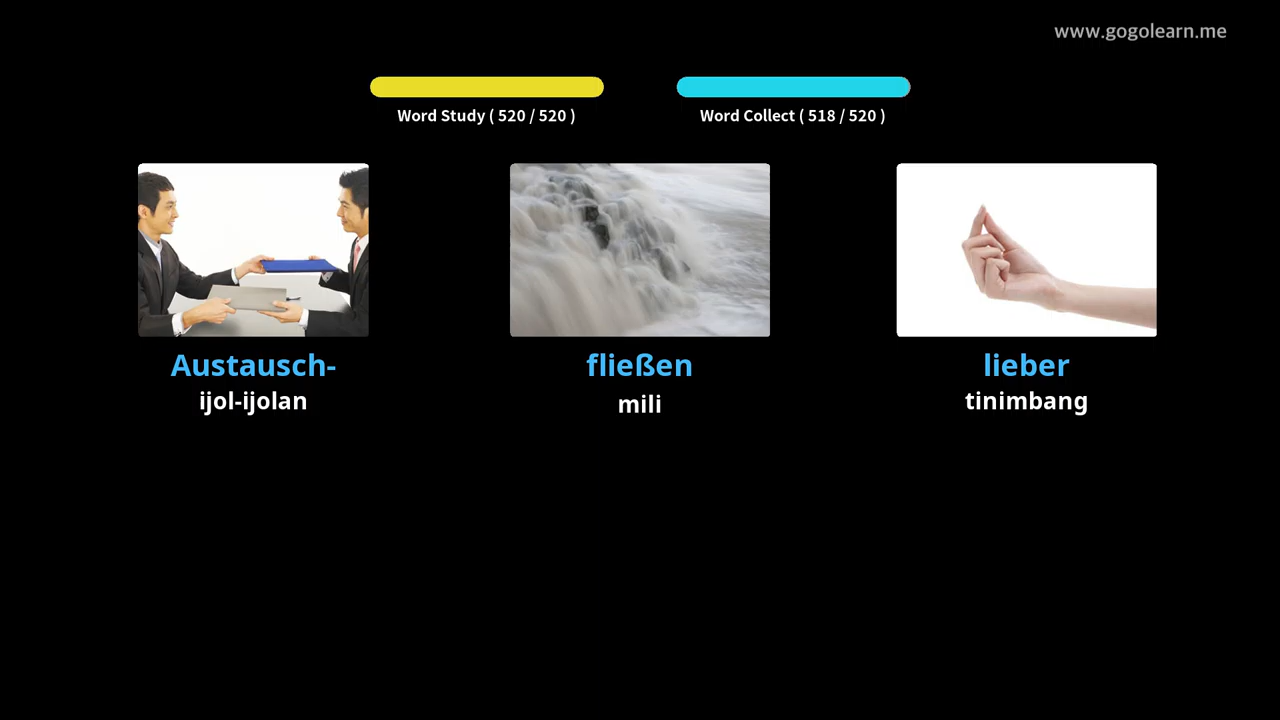 www.gogolearn.me
Word Study ( 520 / 520 )
Word Collect ( 518 / 520 )
Austausch-
ijol-ijolan
fließen
mili
lieber
tinimbang